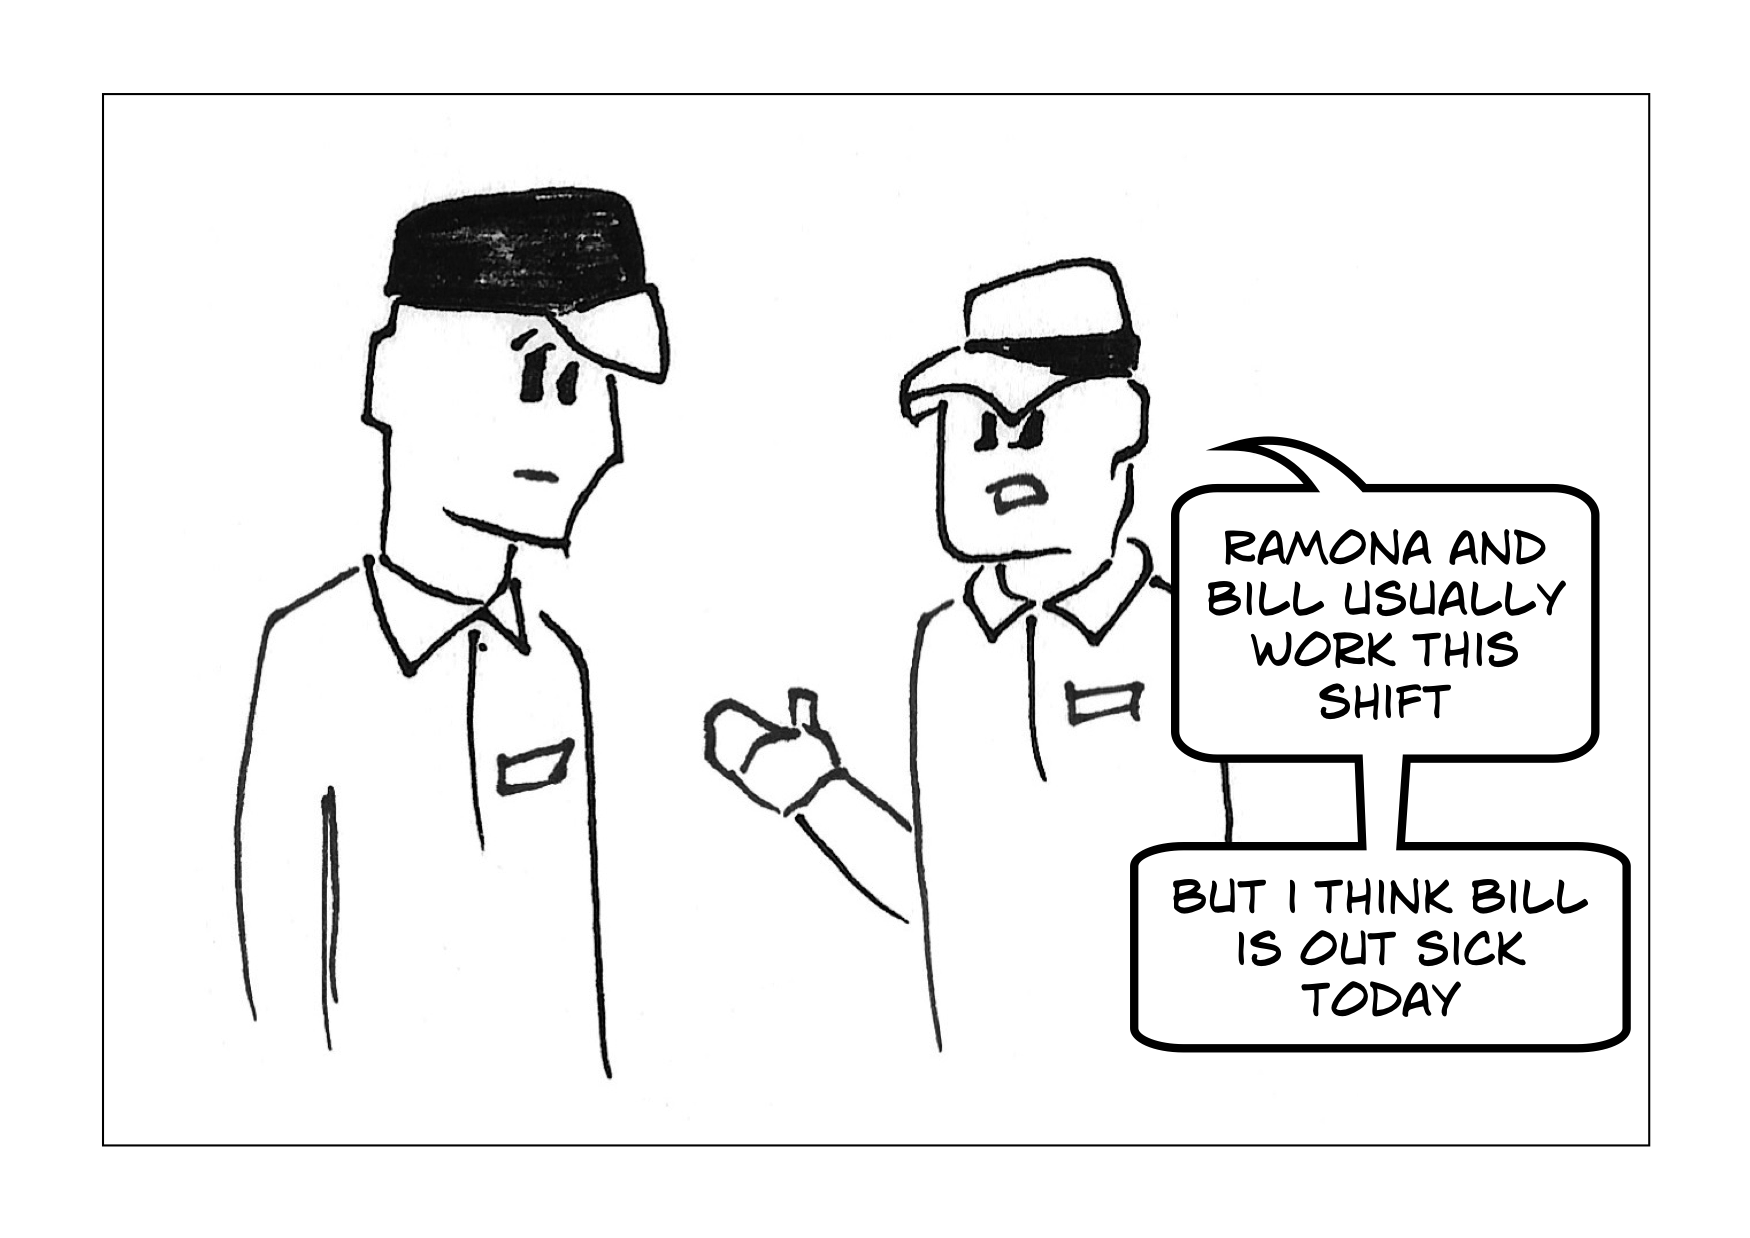 RAMONA AND
BILL USUALLY
WORK THIS
SHIFT
BUT I THINK BILL
IS OUT SICK
TODAY